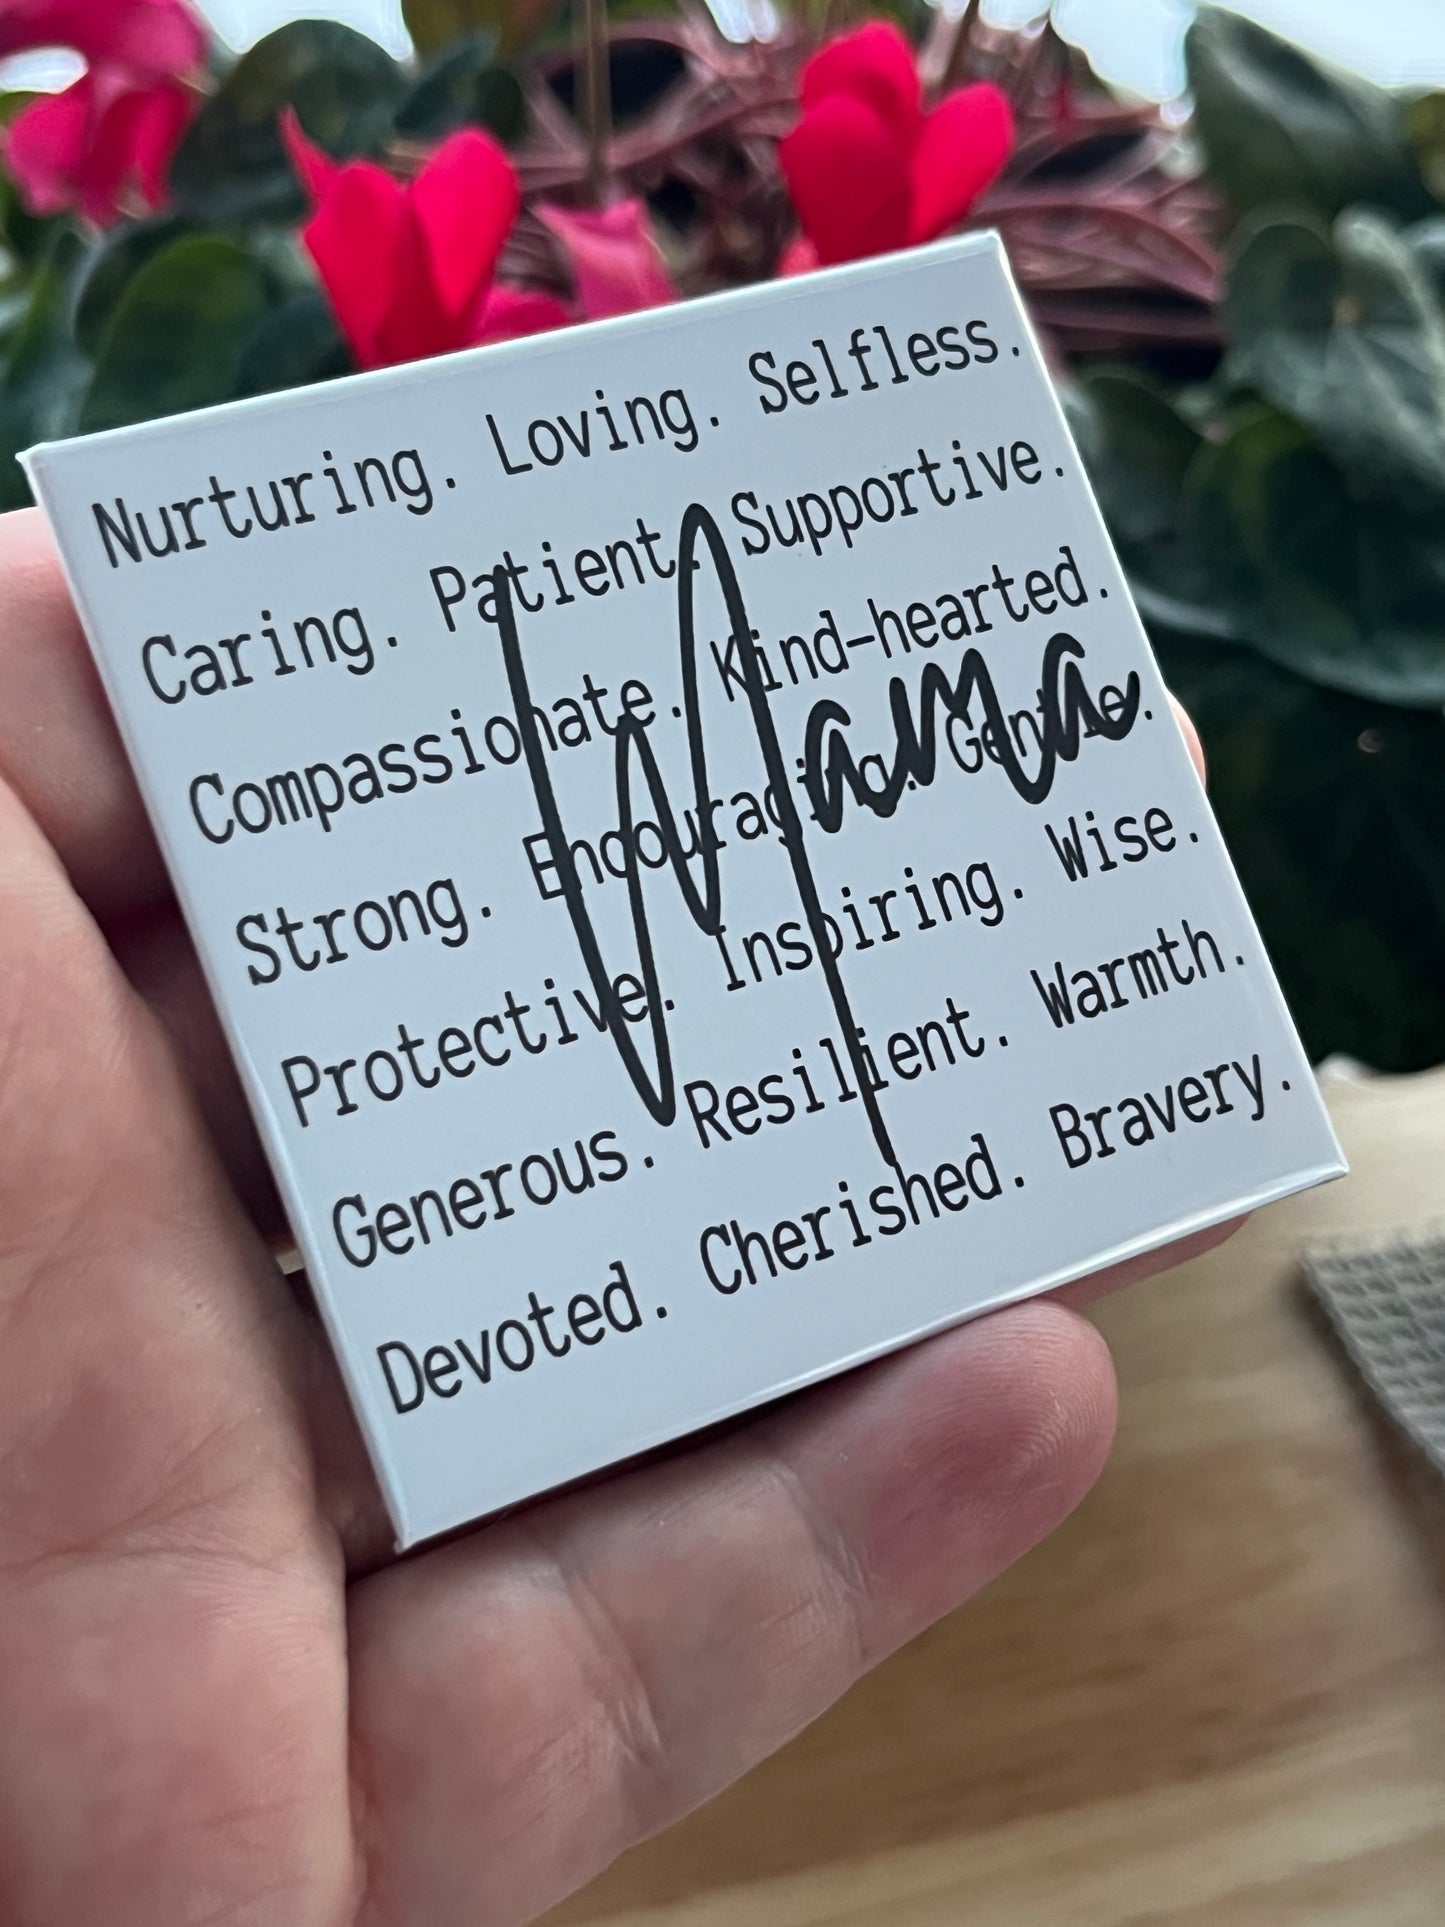 Nurturing. Loving. Selfless.
Caring. Patient. Supportive.
Compassionate. Kind-hearted.
Strong. Encouraging. Gentle.
Protective. Inspiring. Wise.
Generous. Resilient. Warmth.
Devoted. Cherished. Bravery.
Mama